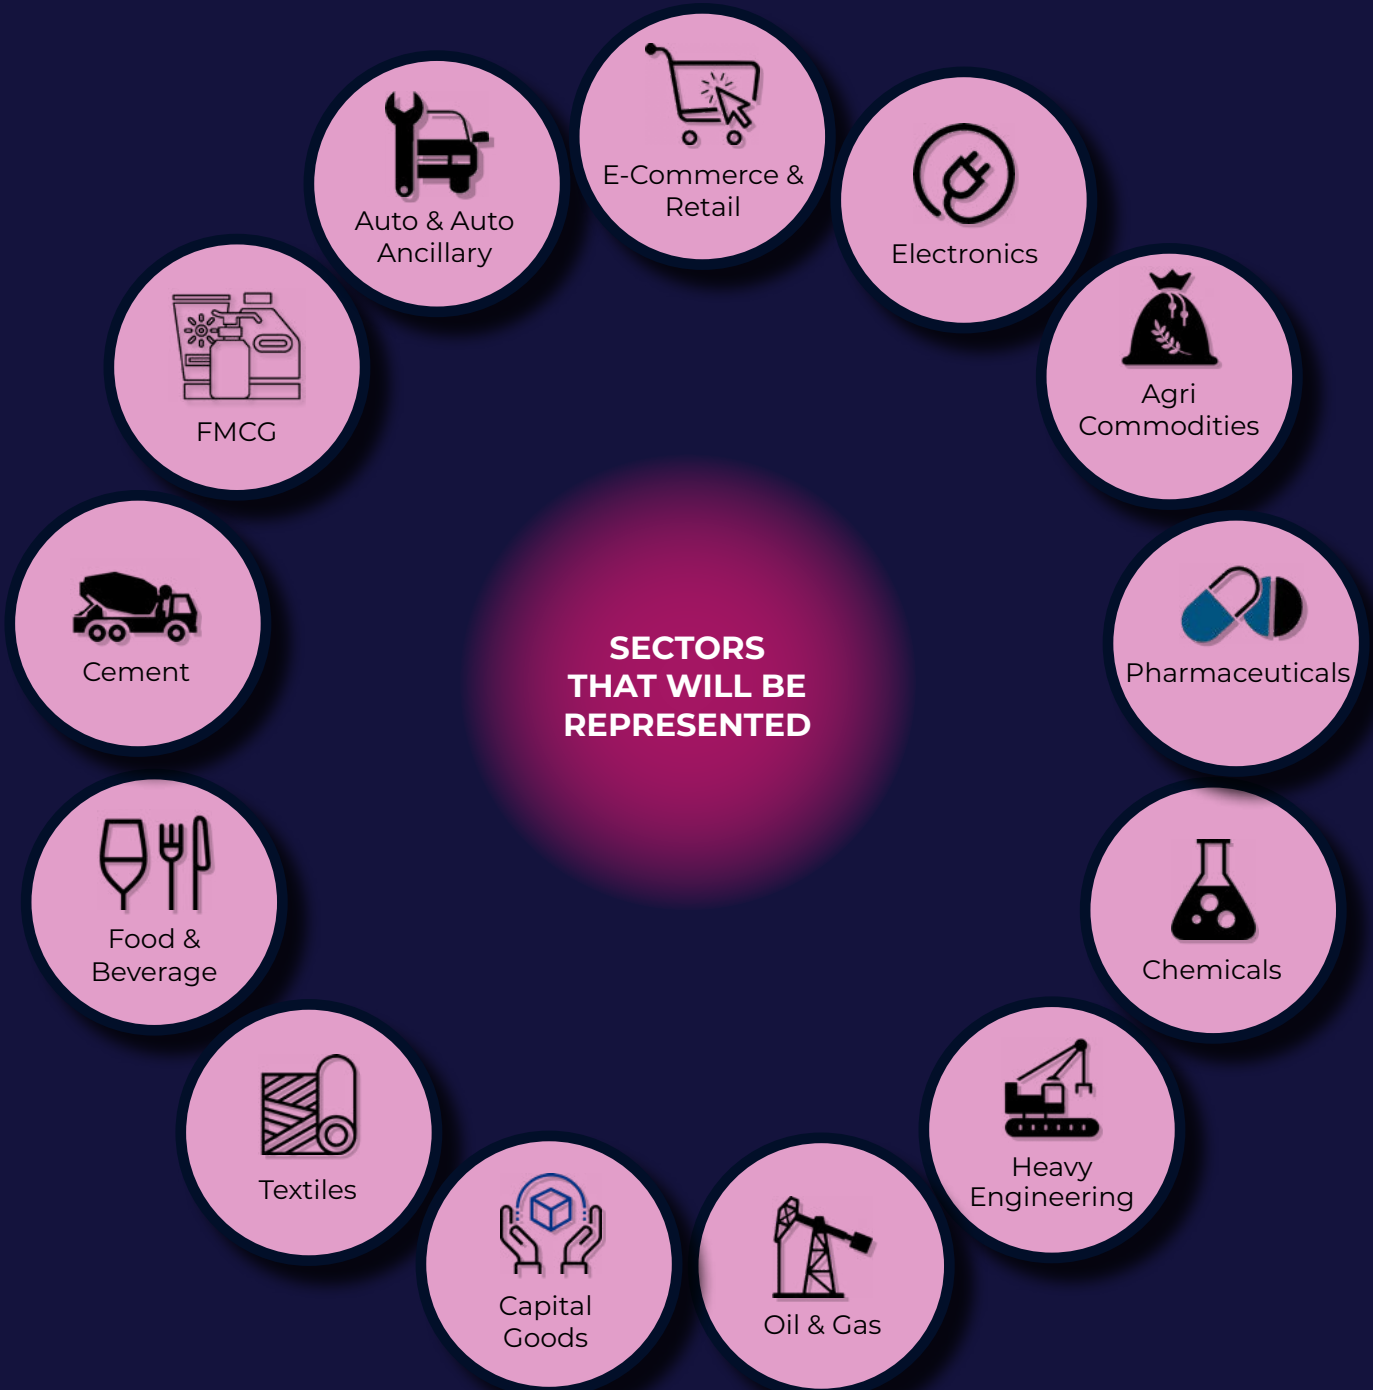 E-Commerce &
Retail
Electronics
Agri
Commodities
Pharmaceuticals
Chemicals
Heavy
Engineering
Oil & Gas
Capital
Goods
Textiles
Food &
Beverage
Cement
FMCG
Auto & Auto
Ancillary
SECTORS
THAT WILL BE
REPRESENTED